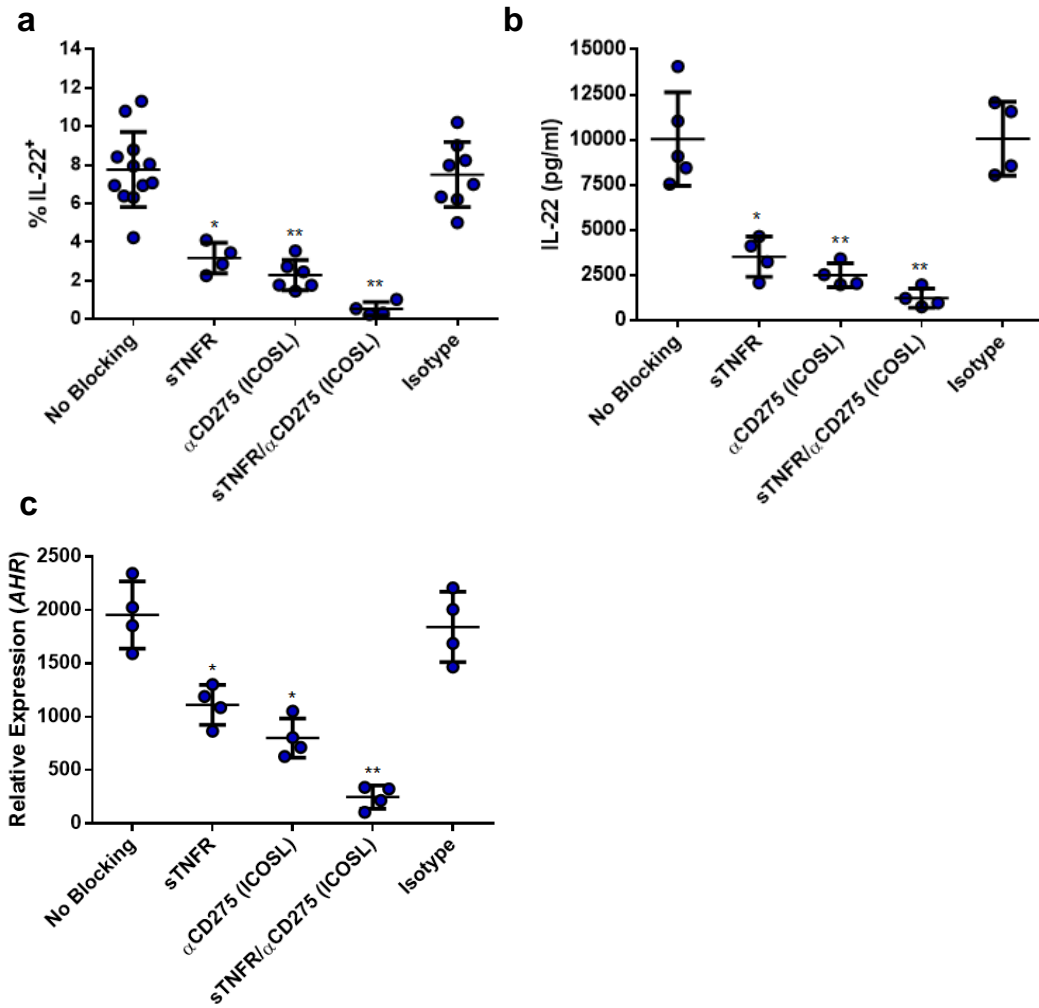 a
14
12
10
8
6
4
2
0
% IL-22⁺
*
**
**
No Blocking
sTNFR
αCD275 (ICOSL)
sTNFR/αCD275 (ICOSL)
Isotype
b
15000
12500
10000
7500
5000
2500
0
IL-22 (pg/ml)
*
**
**
No Blocking
sTNFR
αCD275 (ICOSL)
sTNFR/αCD275 (ICOSL)
Isotype
c
2500
2000
1500
1000
500
0
Relative Expression (AHR)
*
*
**
No Blocking
sTNFR
αCD275 (ICOSL)
sTNFR/αCD275 (ICOSL)
Isotype